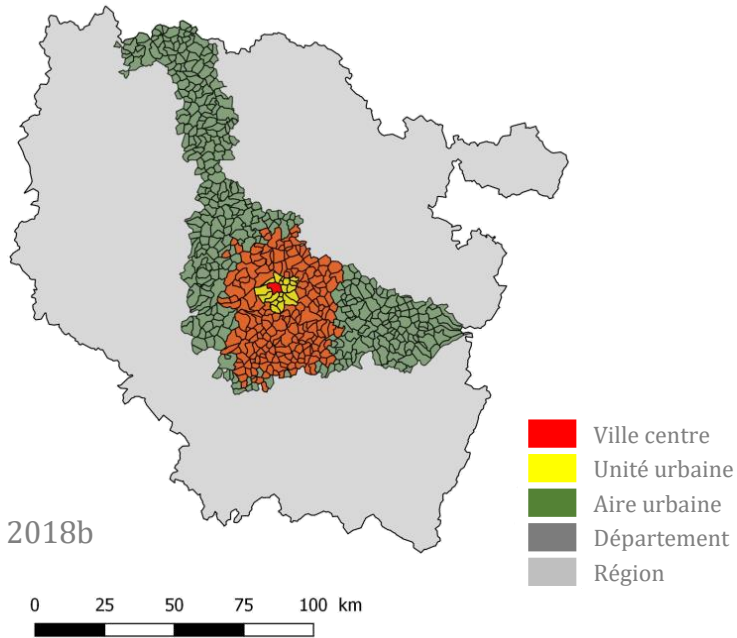 Ville centre
Unité urbaine
Aire urbaine
Département
Région
2018b
0 25 50 75 100 km